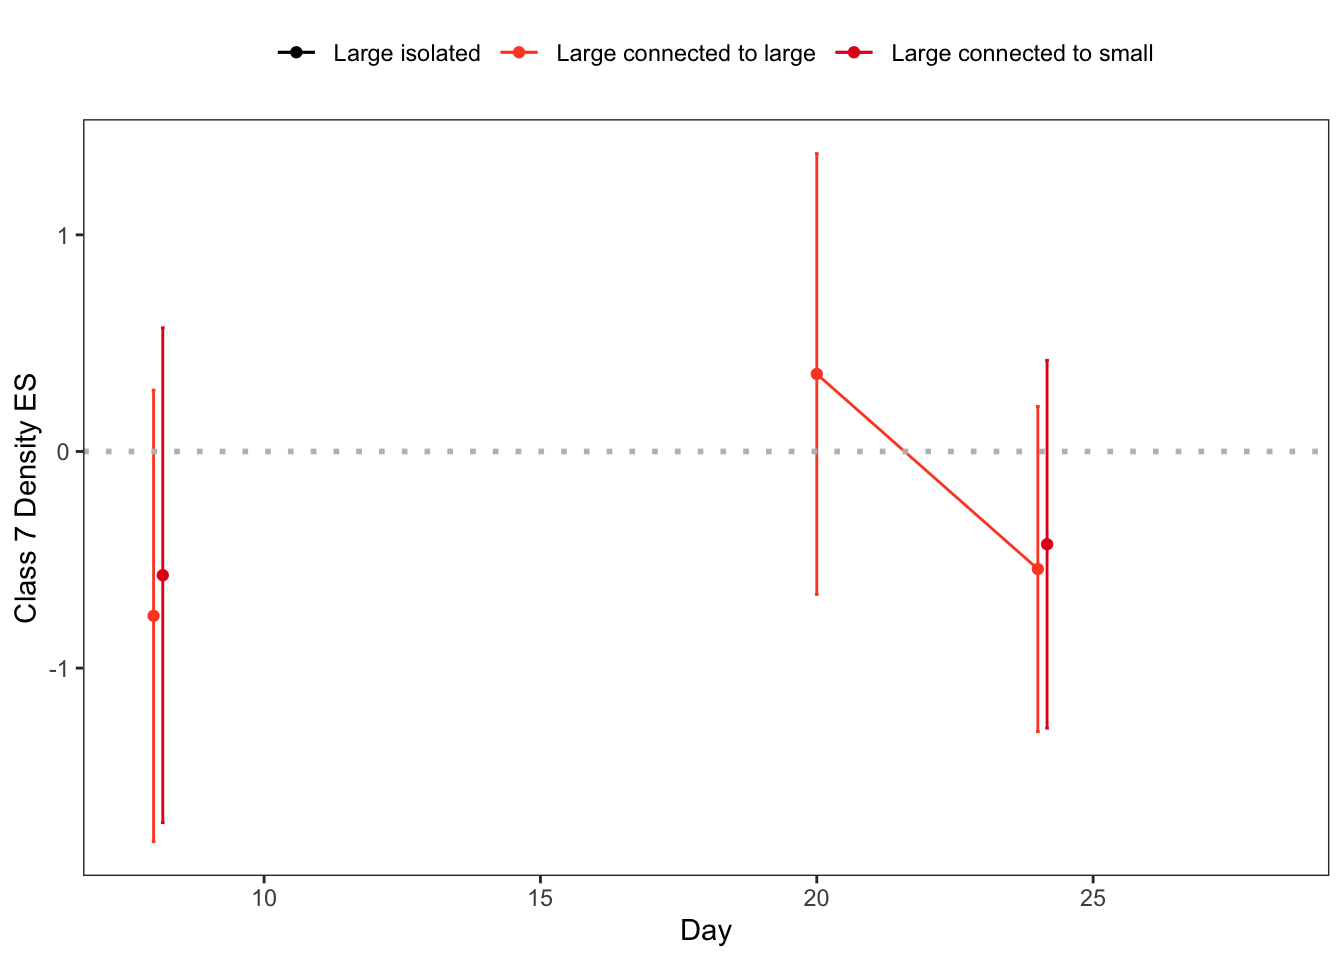 Large isolated Large connected to large Large connected to small
Class 7 Density ES
1
0
-1
10 15 20 25
Day